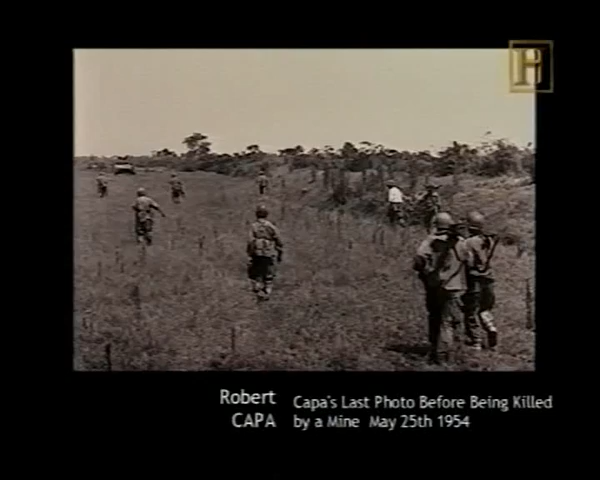 H
Robert
CAPA
Capa's Last Photo Before Being Killed
by a Mine May 25th 1954